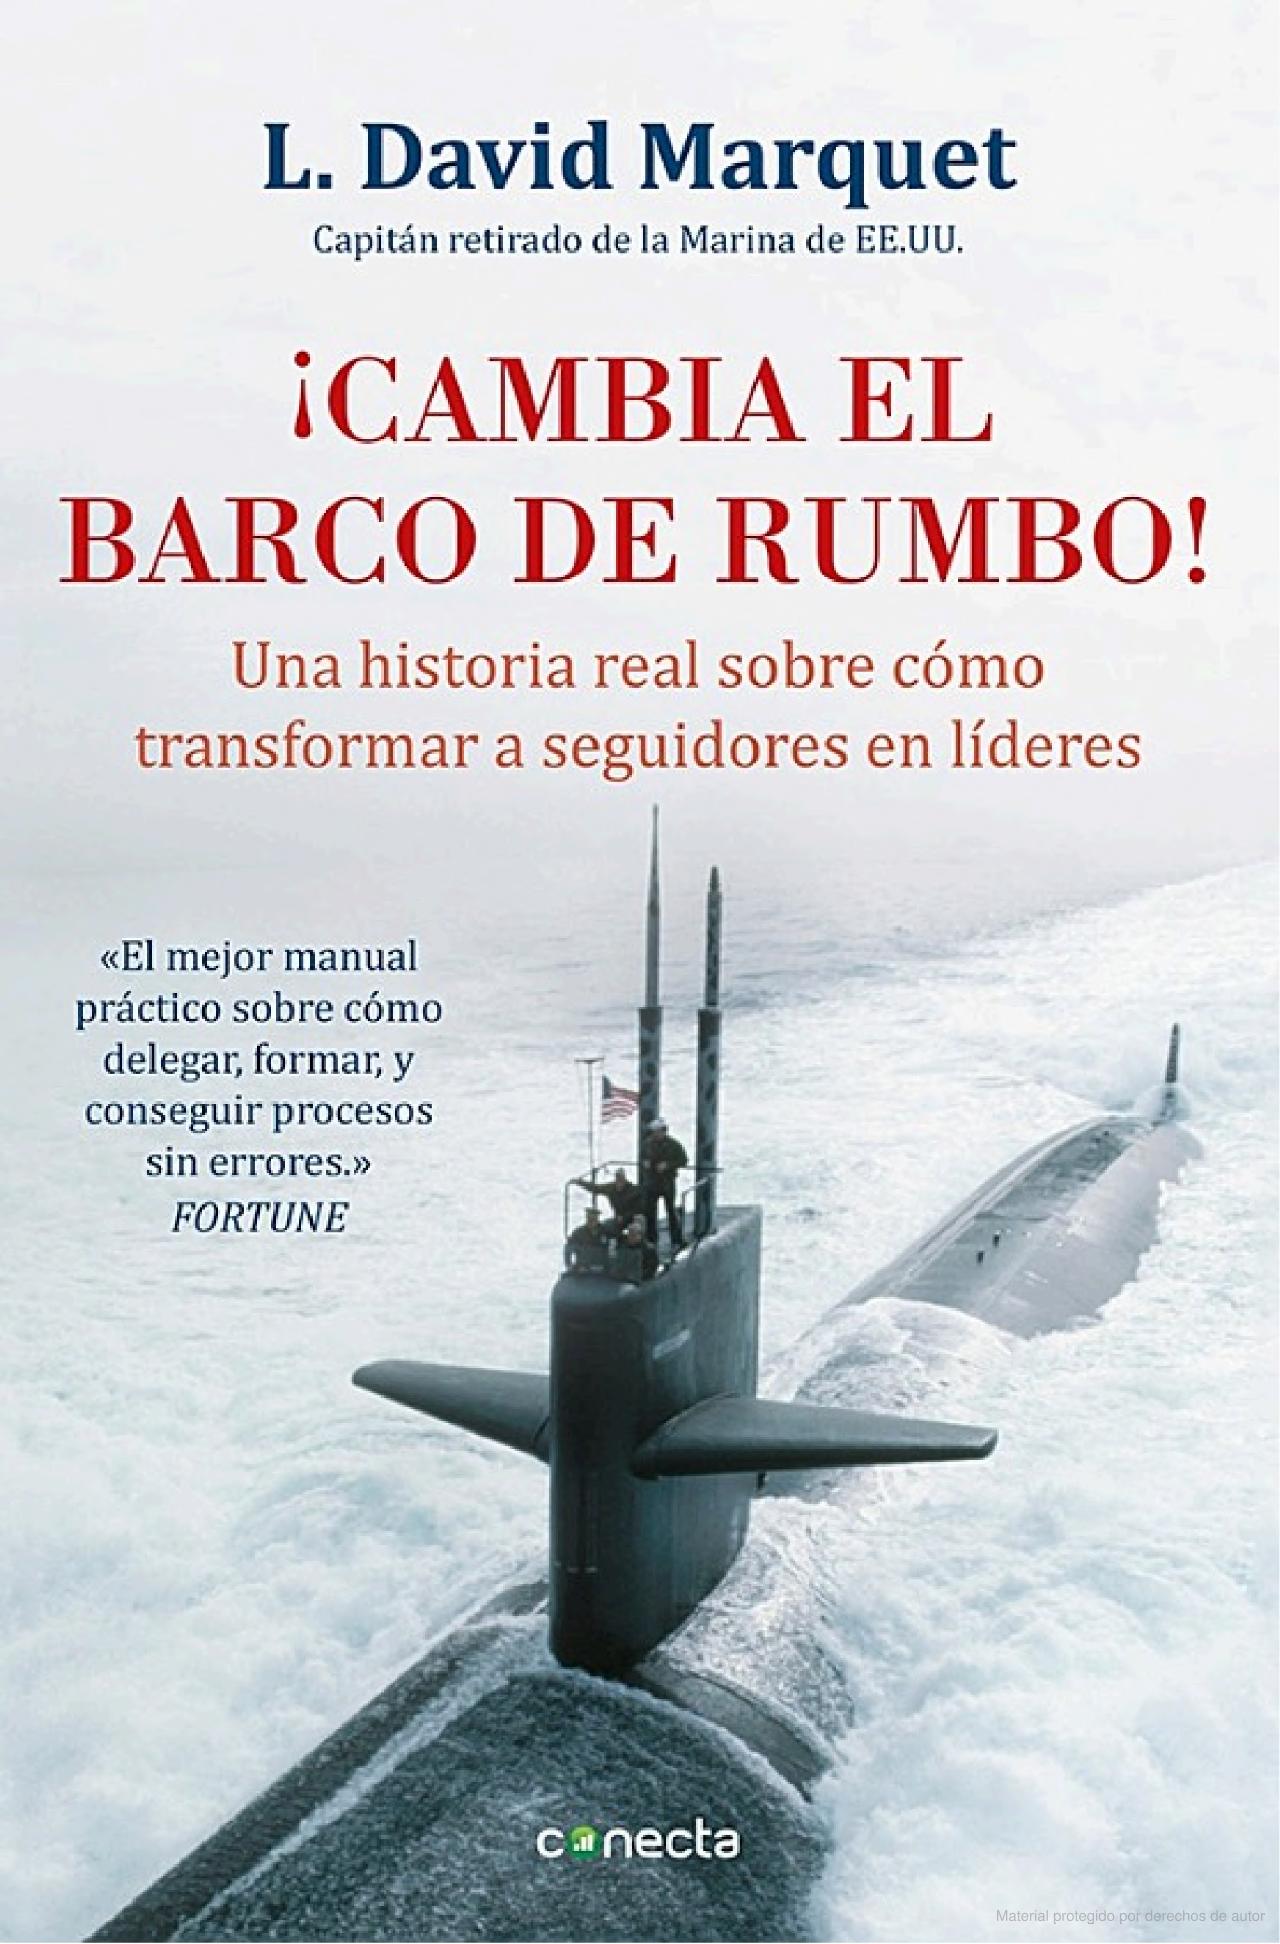 L. David Marquet
Capitán retirado de la Marina de EE.UU.
¡CAMBIA EL
BARCO DE RUMBO!
Una historia real sobre cómo
transformar a seguidores en líderes
«El mejor manual
práctico sobre cómo
delegar, formar, y
conseguir procesos
sin errores.»
FORTUNE
conecta
Material protegido por derechos de autor